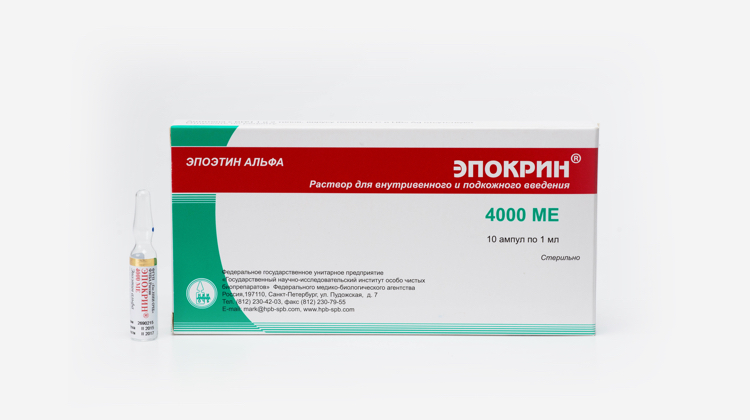 ЭПОЭТИН АЛЬФА
ЭПОКРИН®
Раствор для внутривенного и подкожного введения
4000 МЕ
10 ампул по 1 мл
Стерильно
Федеральное государственное унитарное предприятие
«Государственный научно-исследовательский институт особо чистых
биопрепаратов» Федерального медико-биологического агентства
Россия,197110, Санкт-Петербург, ул. Пудожская, д. 7
Тел. (812) 230-42-03, факс (812) 230-79-55
E-mail: mark@hpb-spb.com, www.hpb-spb.com
ЭПОКРИН®
4000 МЕ